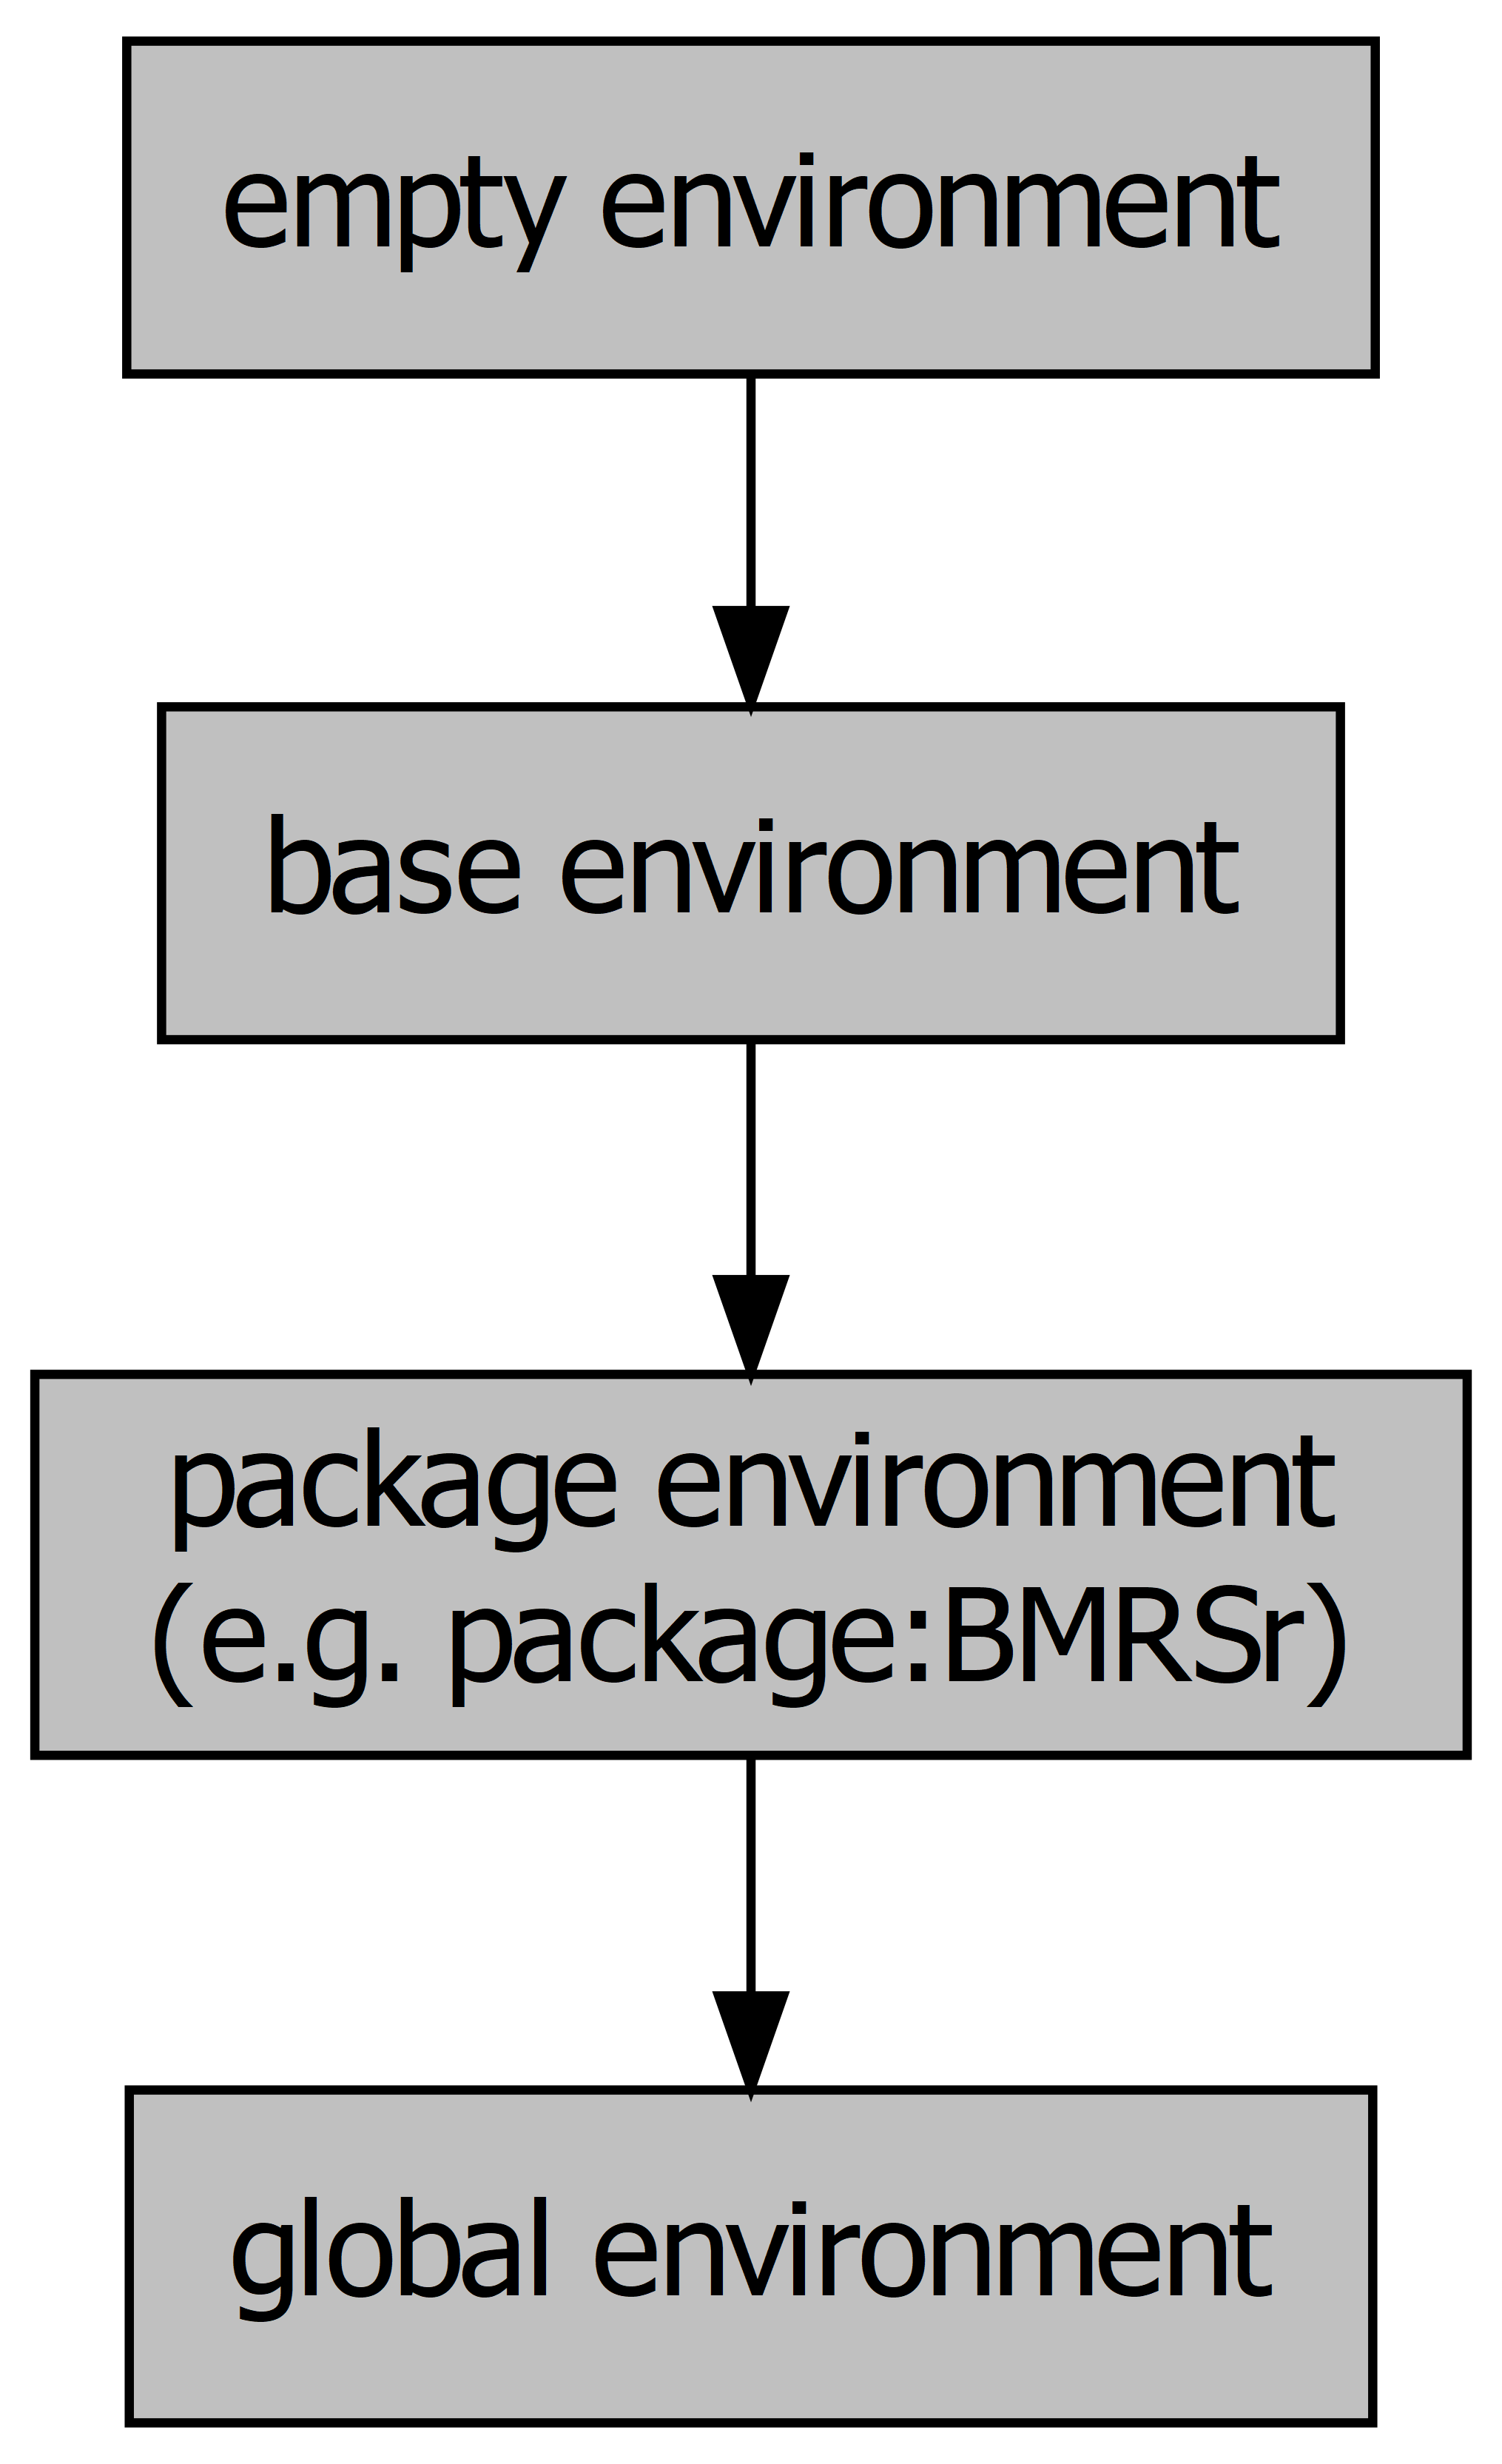 empty environment
base environment
package environment
(e.g. package:BMRSr)
global environment